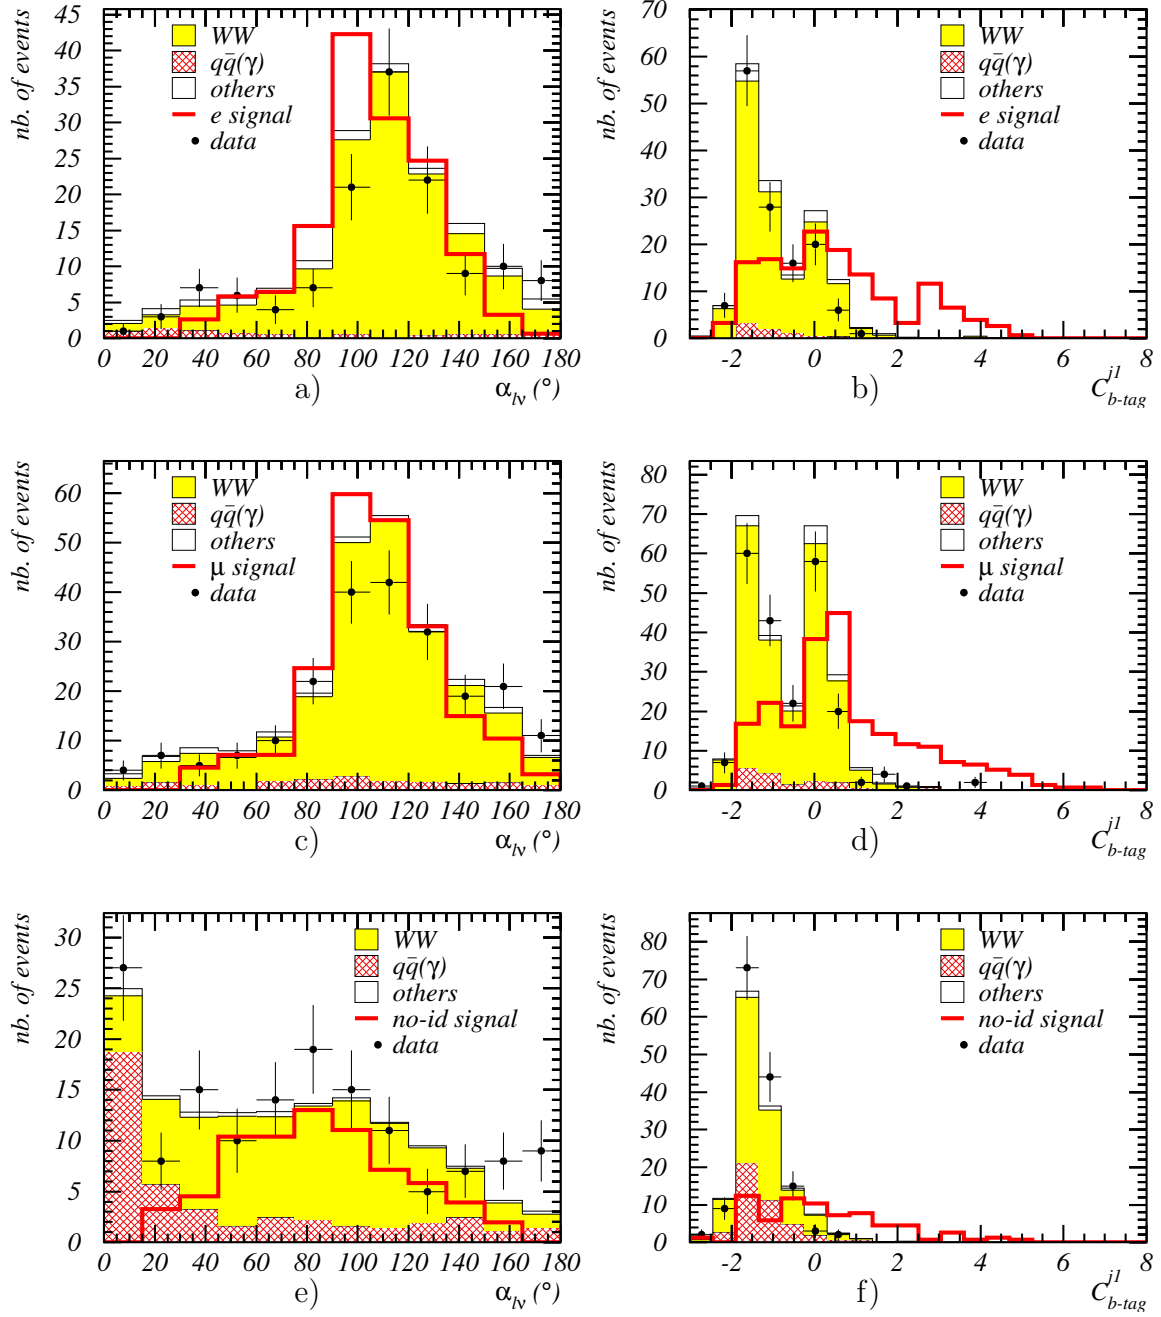 nb. of events
45
40
35
30
25
20
15
10
5
0
WW
qq̄(γ)
others
e signal
data
0 20 40 60 80 100 120 140 160 180
a)
α_lν (°)
nb. of events
70
60
50
40
30
20
10
0
WW
qq̄(γ)
others
e signal
data
-2 0 2 4 6 8
b)
C^j1_b-tag
nb. of events
60
50
40
30
20
10
0
WW
qq̄(γ)
others
μ signal
data
0 20 40 60 80 100 120 140 160 180
c)
α_lν (°)
nb. of events
80
70
60
50
40
30
20
10
0
WW
qq̄(γ)
others
μ signal
data
-2 0 2 4 6 8
d)
C^j1_b-tag
nb. of events
30
25
20
15
10
5
0
WW
qq̄(γ)
others
no-id signal
data
0 20 40 60 80 100 120 140 160 180
e)
α_lν (°)
nb. of events
80
70
60
50
40
30
20
10
0
WW
qq̄(γ)
others
no-id signal
data
-2 0 2 4 6 8
f)
C^j1_b-tag